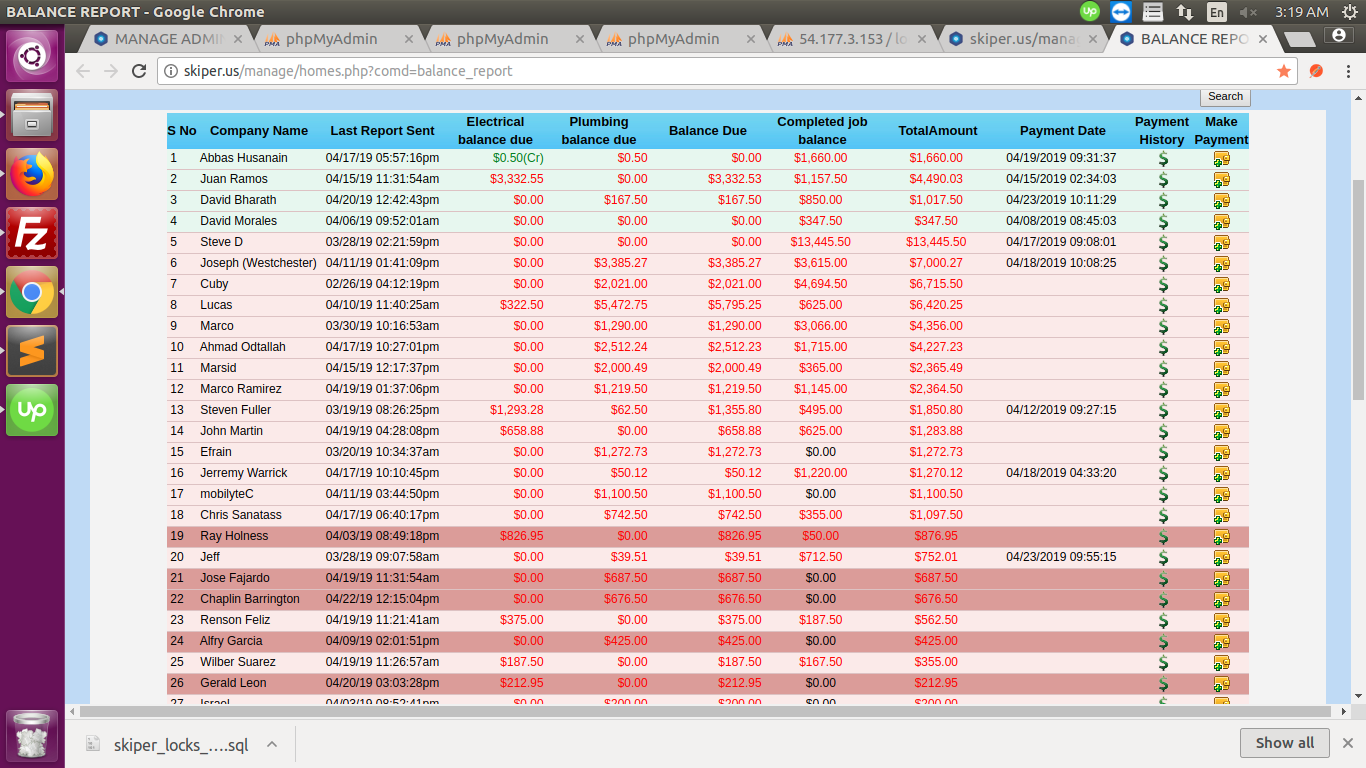 BALANCE REPORT - Google Chrome
En 3:19 AM
MANAGE ADMI phpMyAdmin phpMyAdmin phpMyAdmin 54.177.3.153 / lo skiper.us/mana BALANCE REPO
skiper.us/manage/homes.php?comd=balance_report
Search
S No Company Name Last Report Sent Electrical balance due Plumbing balance due Balance Due Completed job balance TotalAmount Payment Date Payment History Make Payment
1 Abbas Husanain 04/17/19 05:57:16pm $0.50(Cr) $0.50 $0.00 $1,660.00 $1,660.00 04/19/2019 09:31:37
2 Juan Ramos 04/15/19 11:31:54am $3,332.55 $0.00 $3,332.53 $1,157.50 $4,490.03 04/15/2019 02:34:03
3 David Bharath 04/20/19 12:42:43pm $0.00 $167.50 $167.50 $850.00 $1,017.50 04/23/2019 10:11:29
4 David Morales 04/06/19 09:52:01am $0.00 $0.00 $0.00 $347.50 $347.50 04/08/2019 08:45:03
5 Steve D 03/28/19 02:21:59pm $0.00 $0.00 $0.00 $13,445.50 $13,445.50 04/17/2019 09:08:01
6 Joseph (Westchester) 04/11/19 01:41:09pm $0.00 $3,385.27 $3,385.27 $3,615.00 $7,000.27 04/18/2019 10:08:25
7 Cuby 02/26/19 04:12:19pm $0.00 $2,021.00 $2,021.00 $4,694.50 $6,715.50
8 Lucas 04/10/19 11:40:25am $322.50 $5,472.75 $5,795.25 $625.00 $6,420.25
9 Marco 03/30/19 10:16:53am $0.00 $1,290.00 $1,290.00 $3,066.00 $4,356.00
10 Ahmad Odtallah 04/17/19 10:27:01pm $0.00 $2,512.24 $2,512.23 $1,715.00 $4,227.23
11 Marsid 04/15/19 12:17:37pm $0.00 $2,000.49 $2,000.49 $365.00 $2,365.49
12 Marco Ramirez 04/19/19 01:37:06pm $0.00 $1,219.50 $1,219.50 $1,145.00 $2,364.50
13 Steven Fuller 03/19/19 08:26:25pm $1,293.28 $62.50 $1,355.80 $495.00 $1,850.80 04/12/2019 09:27:15
14 John Martin 04/19/19 04:28:08pm $658.88 $0.00 $658.88 $625.00 $1,283.88
15 Efrain 03/20/19 10:34:37am $0.00 $1,272.73 $1,272.73 $0.00 $1,272.73
16 Jerremy Warrick 04/17/19 10:10:45pm $0.00 $50.12 $50.12 $1,220.00 $1,270.12 04/18/2019 04:33:20
17 mobilyteC 04/11/19 03:44:50pm $0.00 $1,100.50 $1,100.50 $0.00 $1,100.50
18 Chris Sanatass 04/17/19 06:40:17pm $0.00 $742.50 $742.50 $355.00 $1,097.50
19 Ray Holness 04/03/19 08:49:18pm $826.95 $0.00 $826.95 $50.00 $876.95
20 Jeff 03/28/19 09:07:58am $0.00 $39.51 $39.51 $712.50 $752.01 04/23/2019 09:55:15
21 Jose Fajardo 04/19/19 11:31:54am $0.00 $687.50 $687.50 $0.00 $687.50
22 Chaplin Barrington 04/22/19 12:15:04pm $0.00 $676.50 $676.50 $0.00 $676.50
23 Renson Feliz 04/19/19 11:21:41am $375.00 $0.00 $375.00 $187.50 $562.50
24 Alfry Garcia 04/09/19 02:01:51pm $0.00 $425.00 $425.00 $0.00 $425.00
25 Wilber Suarez 04/19/19 11:26:57am $187.50 $0.00 $187.50 $167.50 $355.00
26 Gerald Leon 04/20/19 03:03:28pm $212.95 $0.00 $212.95 $0.00 $212.95
27 Israel 04/03/19 08:52:41pm $0.00 $200.00 $200.00 $0.00 $200.00
skiper_locks_....sql Show all